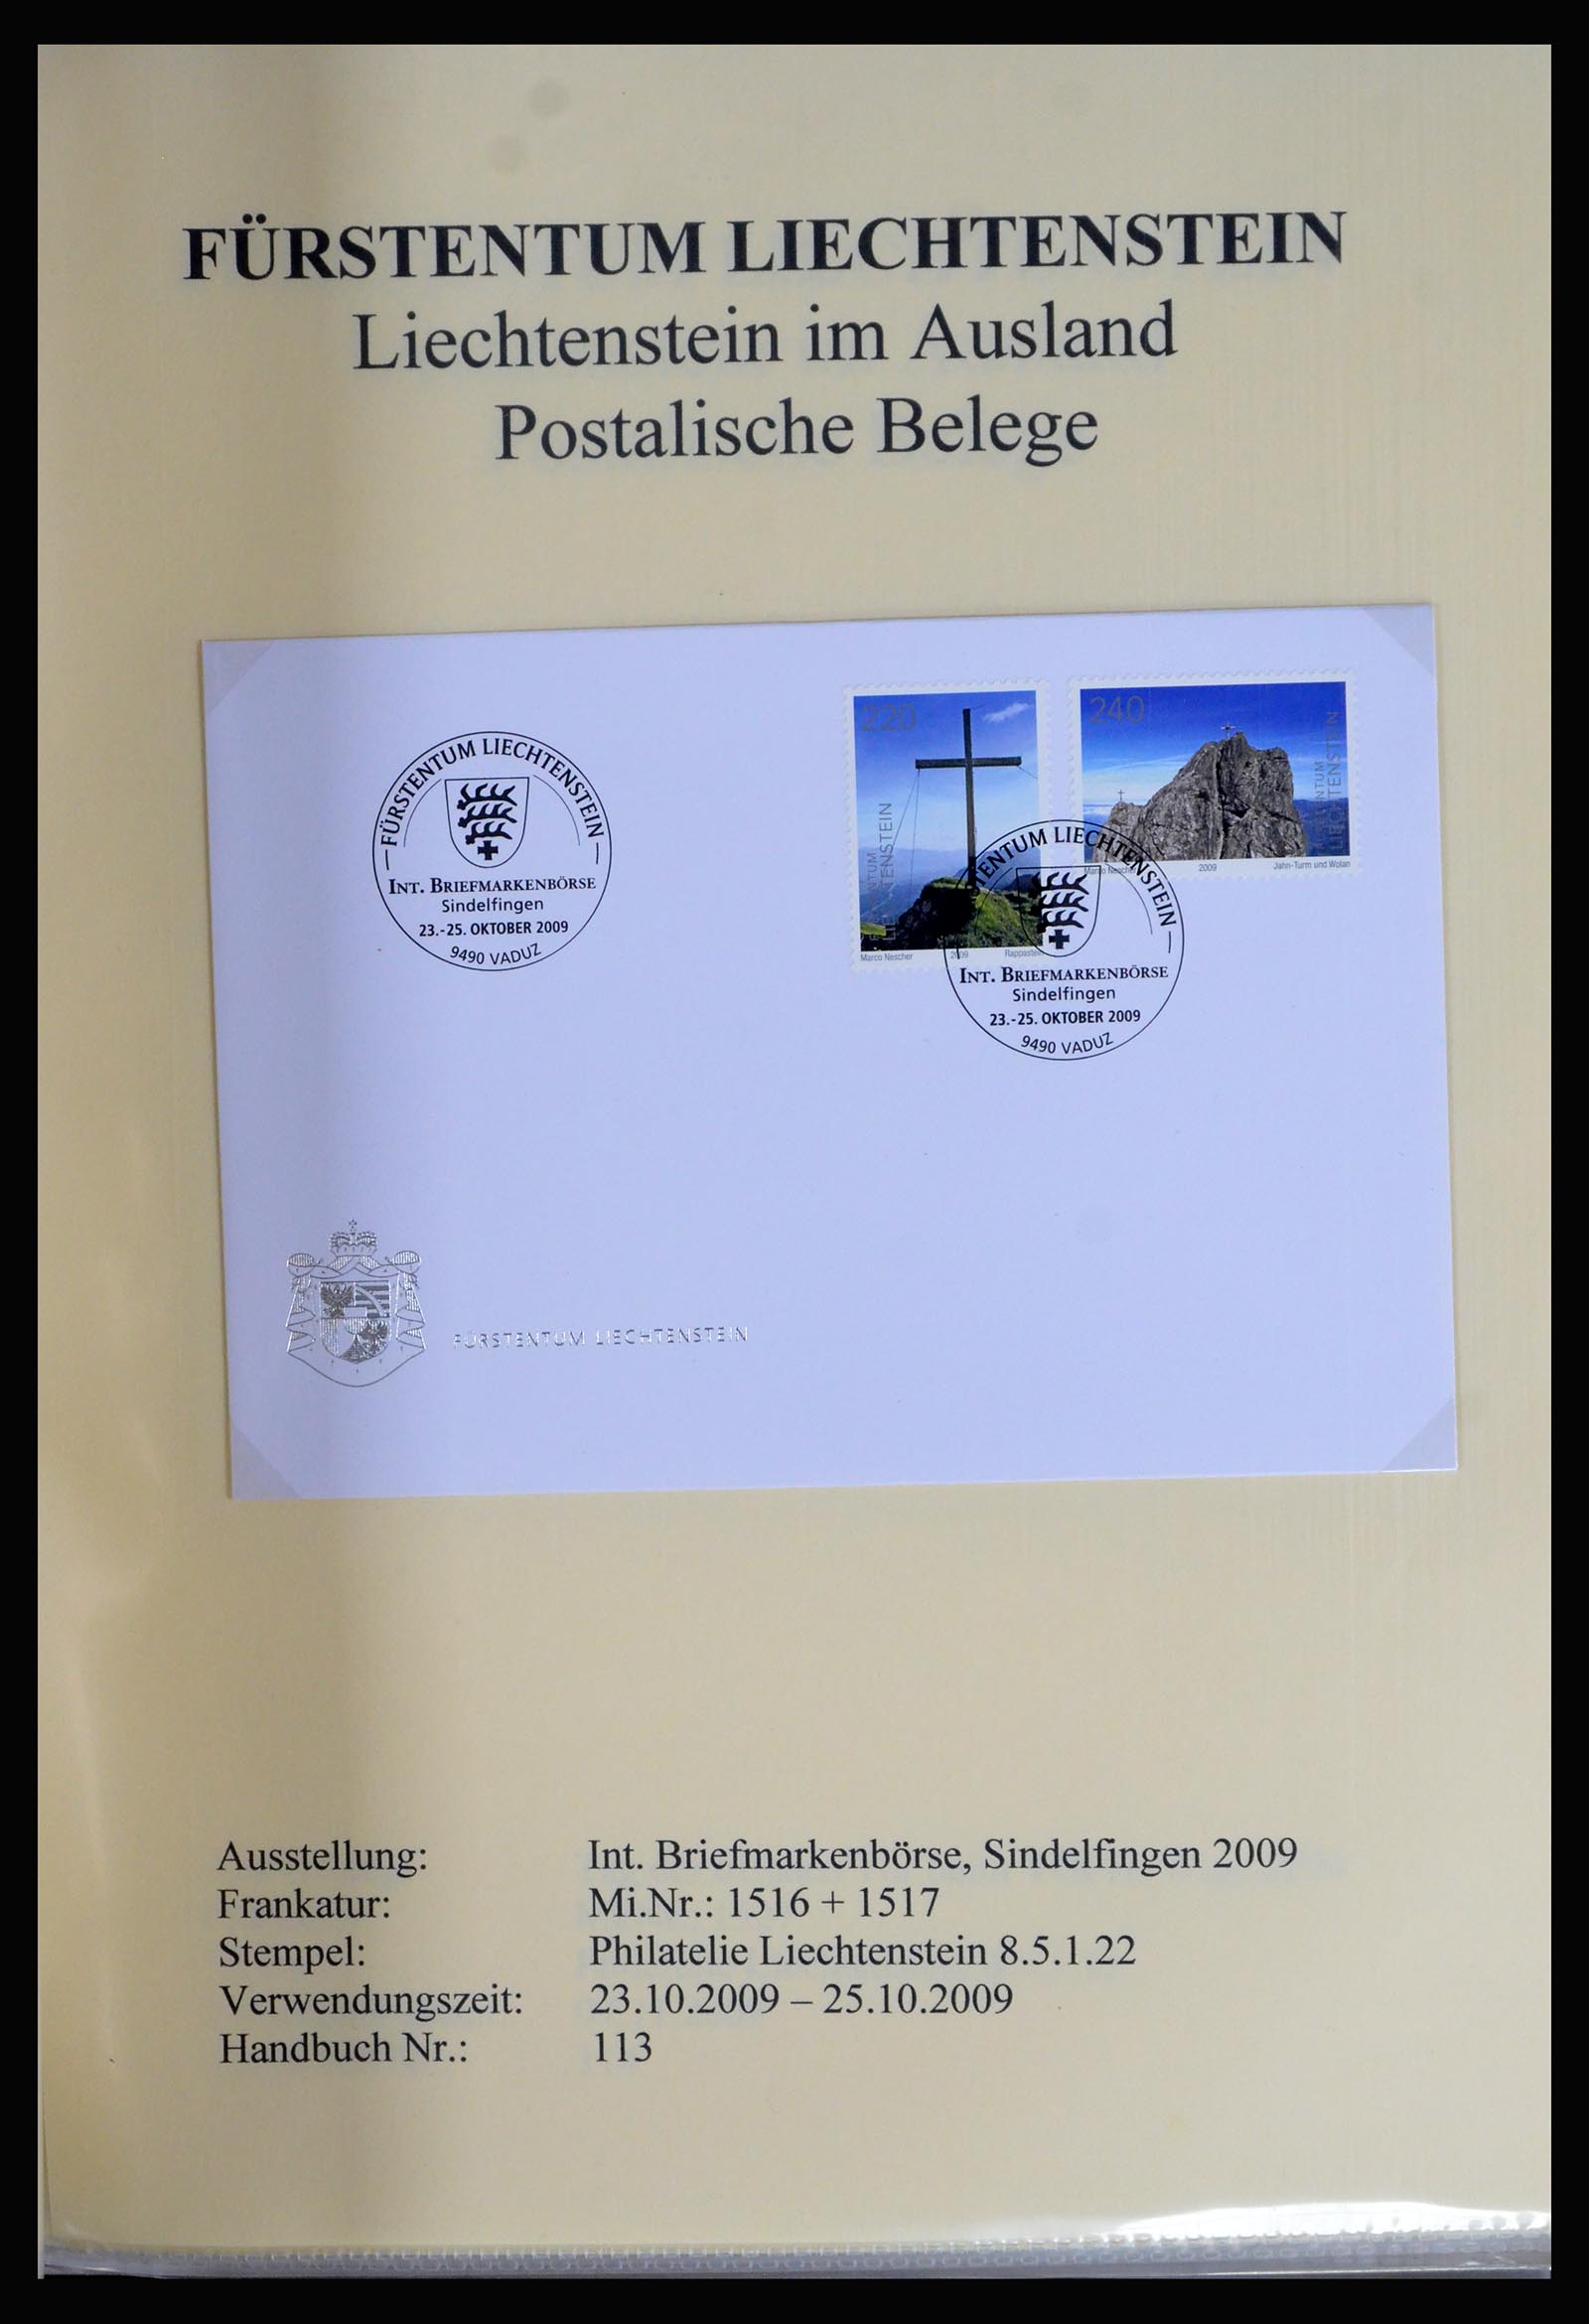 FÜRSTENTUM LIECHTENSTEIN
Liechtenstein im Ausland
Postalische Belege
FÜRSTENTUM LIECHTENSTEIN
INT. BRIEFMARKENBÖRSE
Sindelfingen
23.-25. OKTOBER 2009
9490 VADUZ
220
LIECHTENSTEIN
Marco Nescher 2009
240
FÜRSTENTUM
LIECHTENSTEIN
Marco Nescher 2009 Jahn-Turm und Wolan
FÜRSTENTUM LIECHTENSTEIN
INT. BRIEFMARKENBÖRSE
Sindelfingen
23.-25. OKTOBER 2009
9490 VADUZ
FÜRSTENTUM LIECHTENSTEIN
Ausstellung: Int. Briefmarkenbörse, Sindelfingen 2009
Frankatur: Mi.Nr.: 1516 + 1517
Stempel: Philatelie Liechtenstein 8.5.1.22
Verwendungszeit: 23.10.2009 – 25.10.2009
Handbuch Nr.: 113